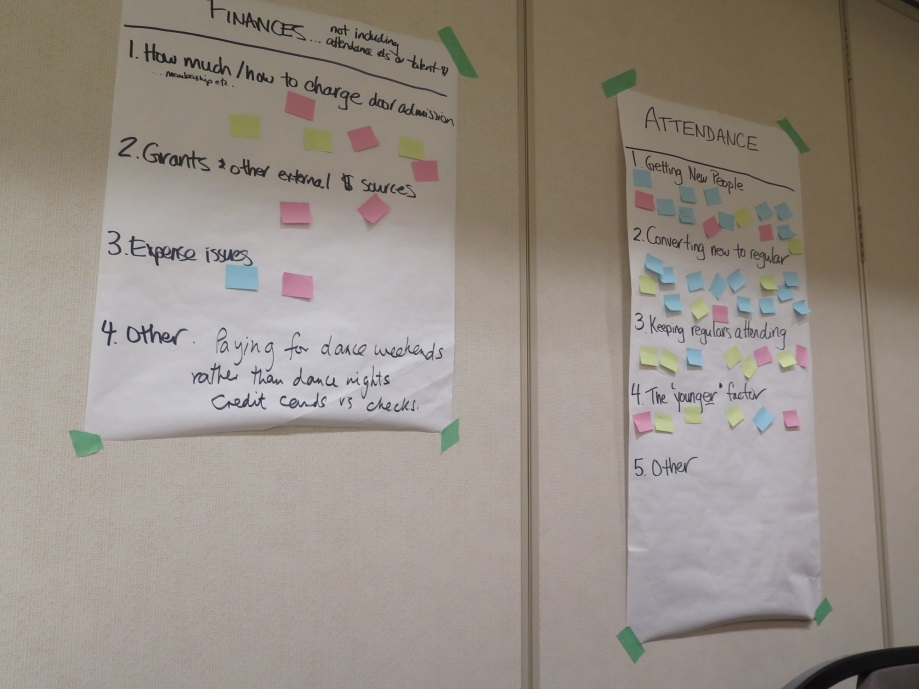 FINANCES... not including
attendance $s or talent $
1. How much/how to charge door admission
...membership etc.
2. Grants & other external $ sources
3. Expense issues
4. Other. Paying for dance weekends
rather than dance nights
Credit cards vs checks.
ATTENDANCE
1 Getting New People
2. Converting new to regular
3. Keeping regulars attending
4. The "younger" factor
5. Other